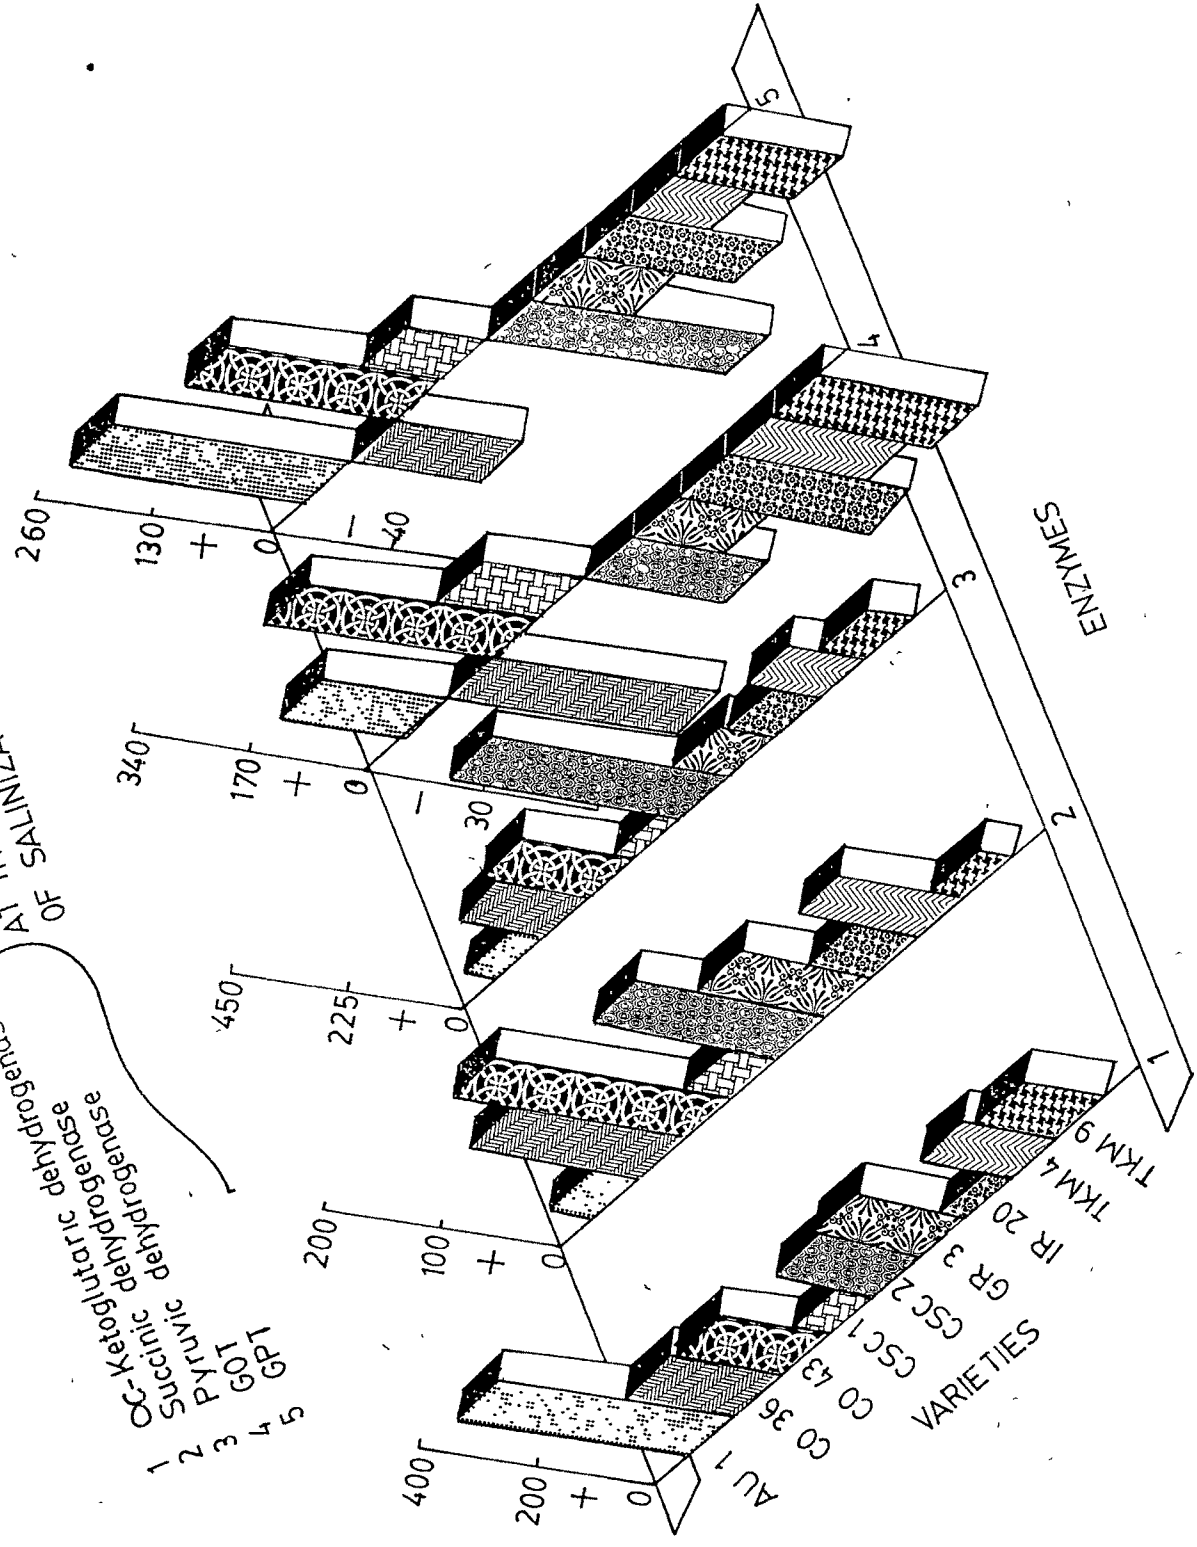 OF SALINIZA
1 OC-Ketoglutaric dehydrogenas
2 Succinic dehydrogenase
3 Pyruvic dehydrogenase
4 GOT
5 GPT
260
130
+
0
–
40
340
170
+
0
–
30
450
225
+
0
200
100
+
0
400
200
+
0
AU 1
CO 36
CO 43
CSC 1
CSC 2
GR 3
IR 20
TKM 4
TKM 9
VARIETIES
1
2
3
4
5
ENZYMES